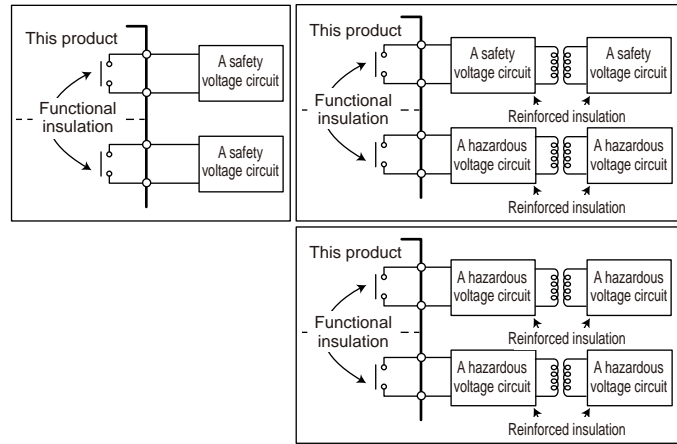 This product
A safety
voltage circuit
Functional
insulation
A safety
voltage circuit
This product
A safety
voltage circuit
A safety
voltage circuit
Reinforced insulation
Functional
insulation
A hazardous
voltage circuit
A hazardous
voltage circuit
Reinforced insulation
This product
A hazardous
voltage circuit
A hazardous
voltage circuit
Reinforced insulation
Functional
insulation
A hazardous
voltage circuit
A hazardous
voltage circuit
Reinforced insulation